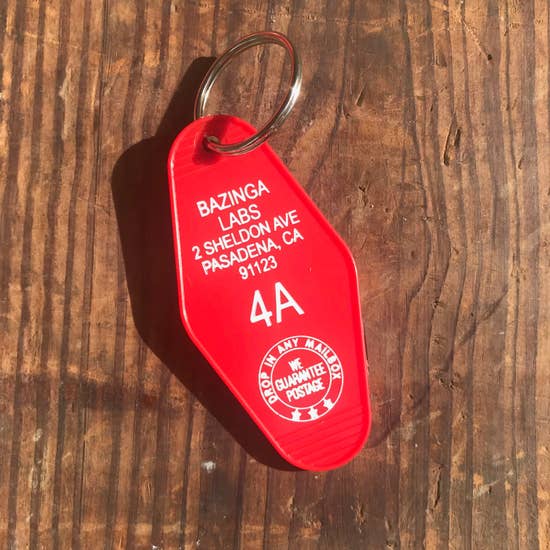 BAZINGA
LABS
2 SHELDON AVE
PASADENA, CA
91123
4A
DROP IN ANY MAILBOX
WE
GUARANTEE
POSTAGE